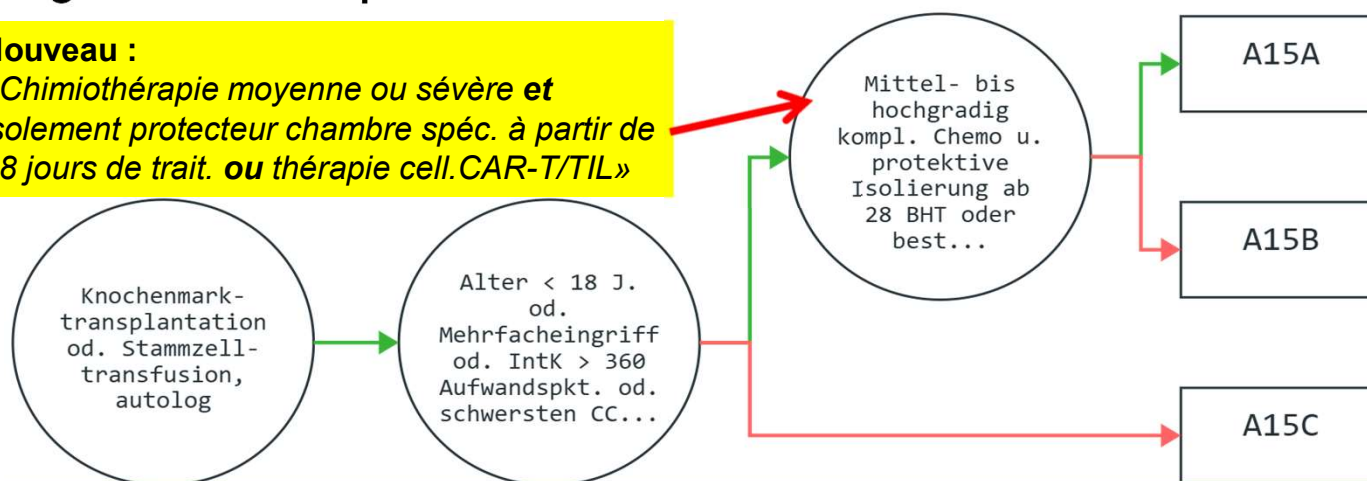 Nouveau :
Chimiothérapie moyenne ou sévère et
isolement protecteur chambre spéc. à partir de
8 jours de trait. ou thérapie cell.CAR-T/TIL»
Mittel- bis
hochgradig
kompl. Chemo u.
protektive
Isolierung ab
28 BHT oder
best...
A15A
A15B
Knochenmark-
transplantation
od. Stammzell-
transfusion,
autolog
Alter < 18 J.
od.
Mehrfacheingriff
od. IntK > 360
Aufwandspkt. od.
schwersten CC...
A15C